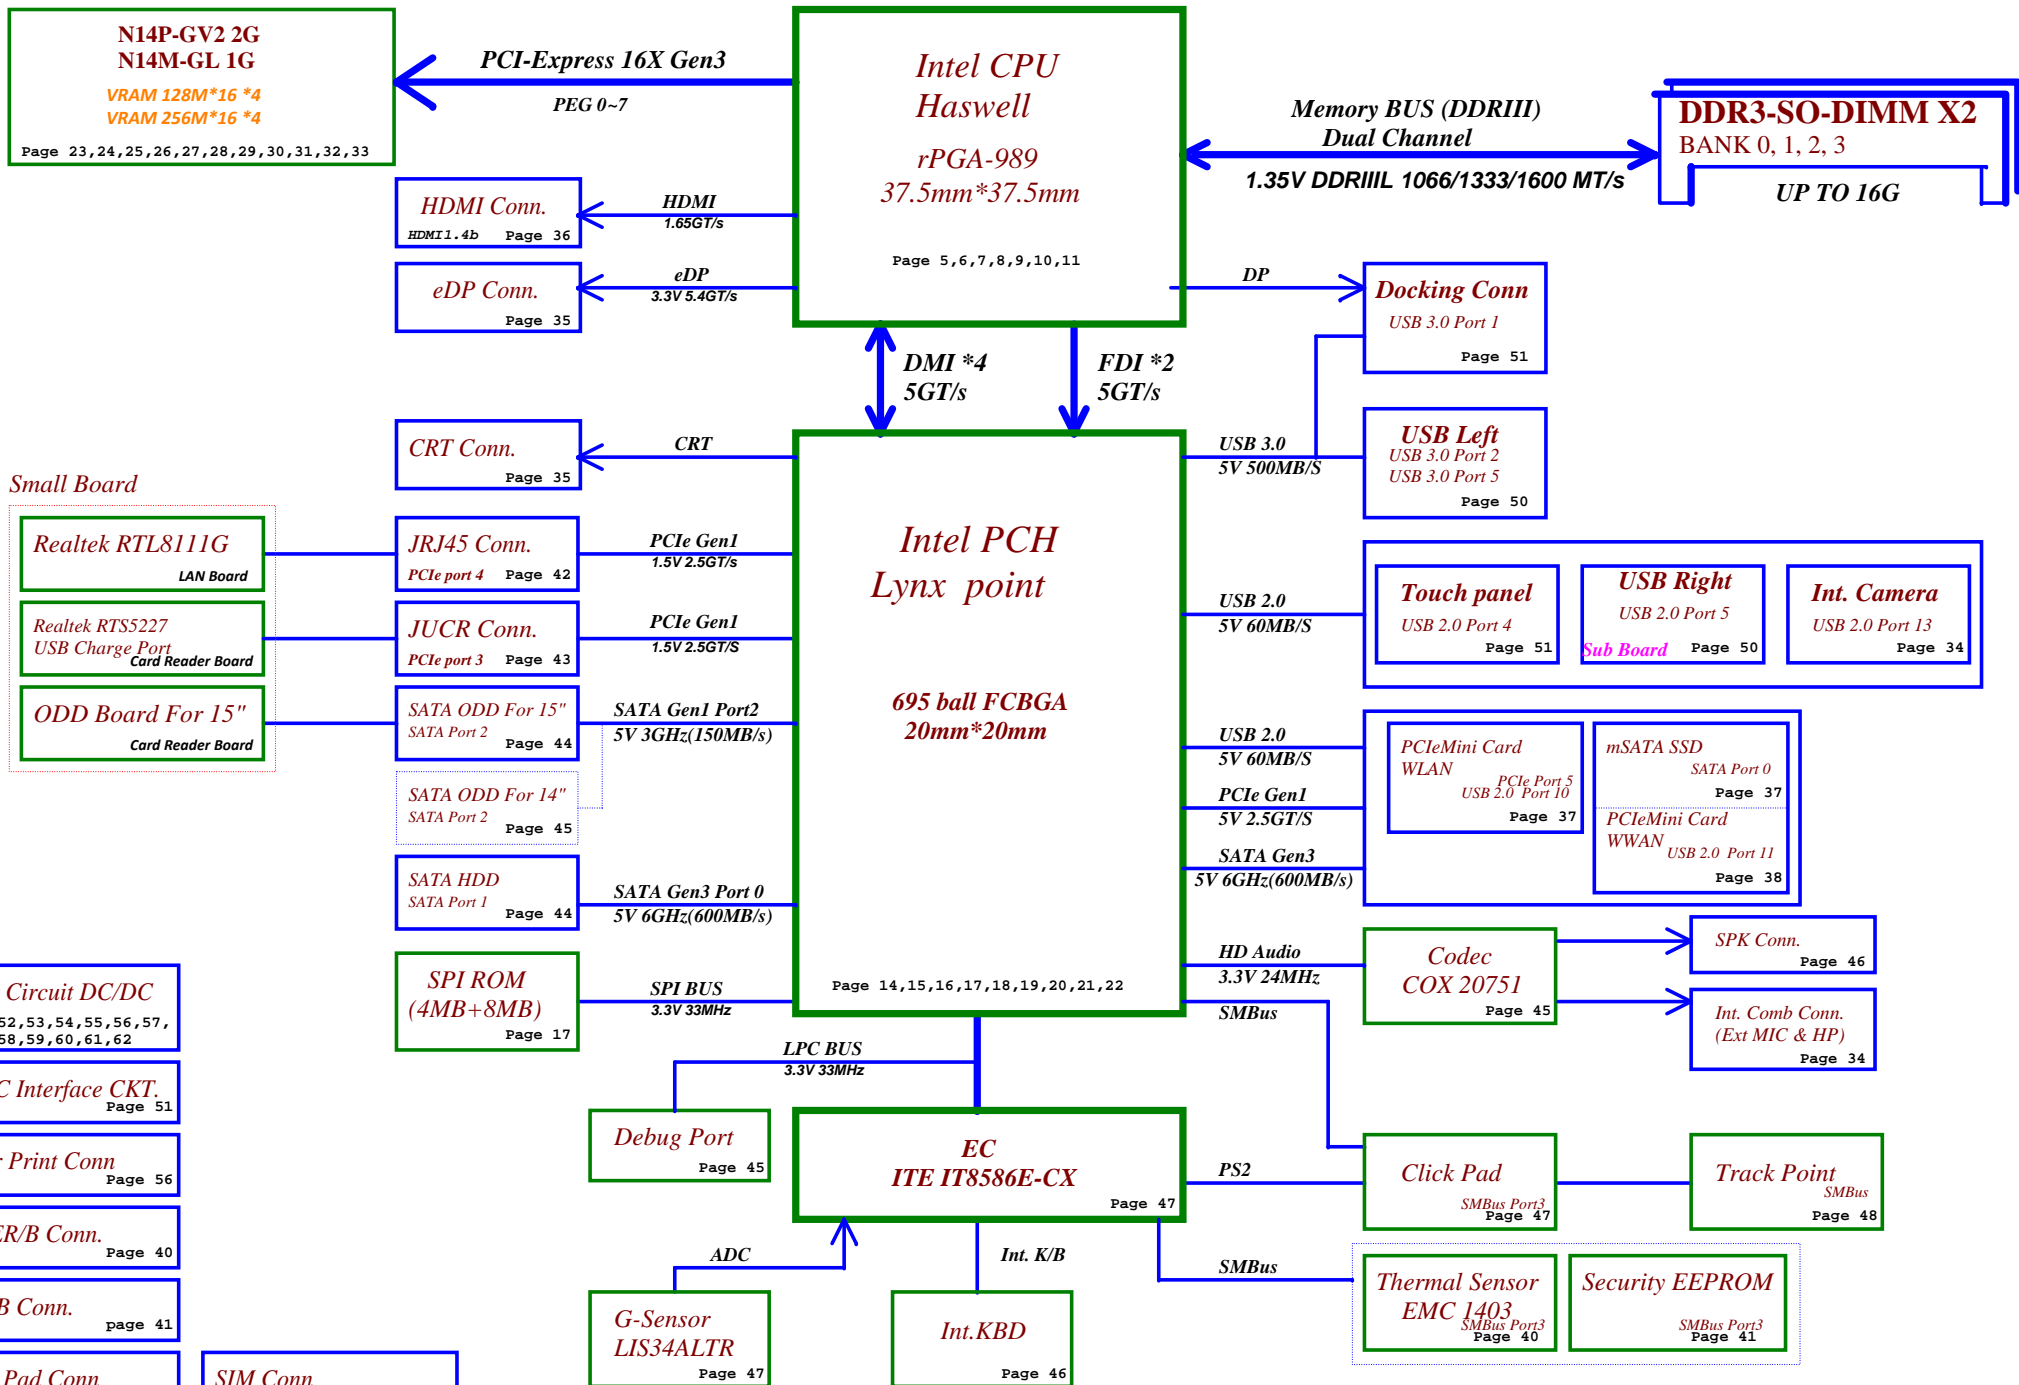 N14P-GV2 2G
N14M-GL 1G
VRAM 128M*16 *4
VRAM 256M*16 *4
Page 23,24,25,26,27,28,29,30,31,32,33
PCI-Express 16X Gen3
PEG 0~7
Intel CPU
Haswell
rPGA-989
37.5mm*37.5mm
Page 5,6,7,8,9,10,11
Memory BUS (DDRIII)
Dual Channel
1.35V DDRIIIL 1066/1333/1600 MT/s
DDR3-SO-DIMM X2
BANK 0, 1, 2, 3
UP TO 16G
HDMI Conn.
HDMI1.4b Page 36
HDMI
1.65GT/s
eDP Conn.
Page 35
eDP
3.3V 5.4GT/s
DP
Docking Conn
USB 3.0 Port 1
Page 51
DMI *4
5GT/s
FDI *2
5GT/s
CRT Conn.
Page 35
CRT
USB 3.0
5V 500MB/S
USB Left
USB 3.0 Port 2
USB 3.0 Port 5
Page 50
Small Board
Realtek RTL8111G
LAN Board
JRJ45 Conn.
PCIe port 4 Page 42
PCIe Gen1
1.5V 2.5GT/s
Realtek RTS5227
USB Charge Port
Card Reader Board
JUCR Conn.
PCIe port 3 Page 43
PCIe Gen1
1.5V 2.5GT/S
ODD Board For 15"
Card Reader Board
SATA ODD For 15"
SATA Port 2
Page 44
SATA Gen1 Port2
5V 3GHz(150MB/s)
SATA ODD For 14"
SATA Port 2
Page 45
SATA HDD
SATA Port 1
Page 44
SATA Gen3 Port 0
5V 6GHz(600MB/s)
SPI ROM
(4MB+8MB)
Page 17
SPI BUS
3.3V 33MHz
Intel PCH
Lynx point
695 ball FCBGA
20mm*20mm
Page 14,15,16,17,18,19,20,21,22
USB 2.0
5V 60MB/S
Touch panel
USB 2.0 Port 4
Page 51
USB Right
USB 2.0 Port 5
Sub Board Page 50
Int. Camera
USB 2.0 Port 13
Page 34
USB 2.0
5V 60MB/S
PCIe Gen1
5V 2.5GT/S
SATA Gen3
5V 6GHz(600MB/s)
PCIeMini Card
WLAN
PCIe Port 5
USB 2.0 Port 10
Page 37
mSATA SSD
SATA Port 0
Page 37
PCIeMini Card
WWAN
USB 2.0 Port 11
Page 38
HD Audio
3.3V 24MHz
SMBus
Codec
COX 20751
Page 45
SPK Conn.
Page 46
Int. Comb Conn.
(Ext MIC & HP)
Page 34
Circuit DC/DC
52,53,54,55,56,57,
58,59,60,61,62
C Interface CKT.
Page 51
r Print Conn
Page 56
ER/B Conn.
Page 40
B Conn.
page 41
Pad Conn
SIM Conn
LPC BUS
3.3V 33MHz
Debug Port
Page 45
EC
ITE IT8586E-CX
Page 47
PS2
Click Pad
SMBus Port3
Page 47
Track Point
SMBus
Page 48
ADC
Int. K/B
SMBus
G-Sensor
LIS34ALTR
Page 47
Int.KBD
Page 46
Thermal Sensor
EMC 1403
SMBus Port3
Page 40
Security EEPROM
SMBus Port3
Page 41